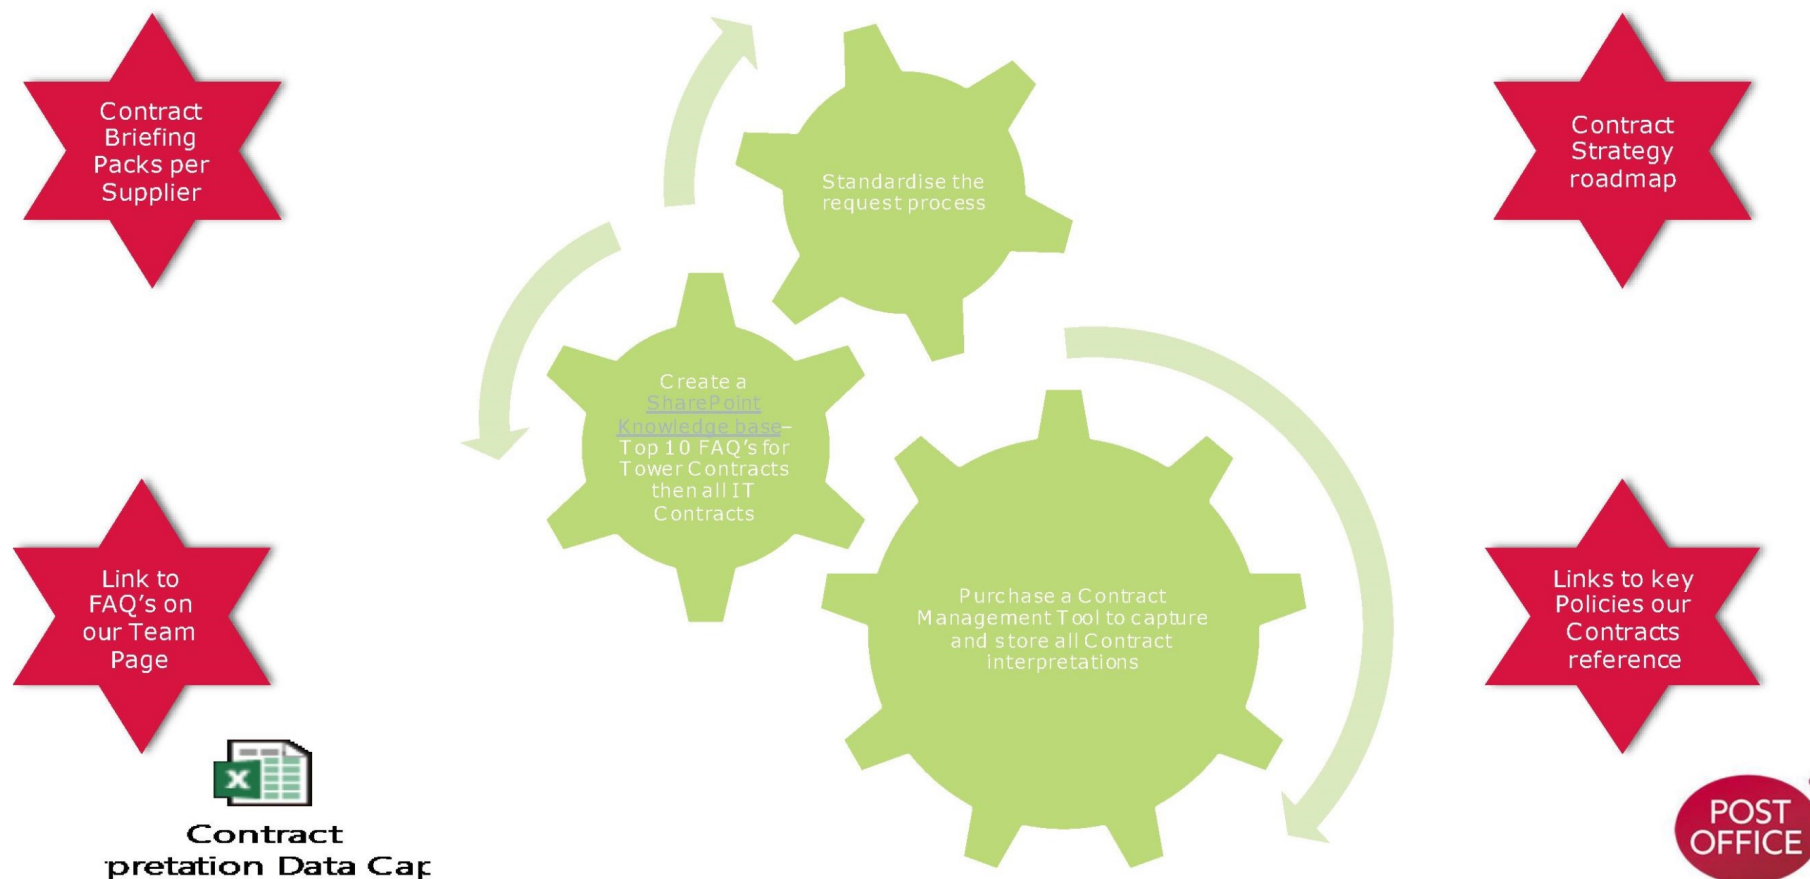 Contract
Briefing
Packs per
Supplier
Standardise the
request process
Contract
Strategy
roadmap
Create a
SharePoint
Knowledge base–
Top 10 FAQ's for
Tower Contracts
then all IT
Contracts
Purchase a Contract
Management Tool to capture
and store all Contract
interpretations
Link to
FAQ's on
our Team
Page
Links to key
Policies our
Contracts
reference
Contract
pretation Data Cap
POST
OFFICE